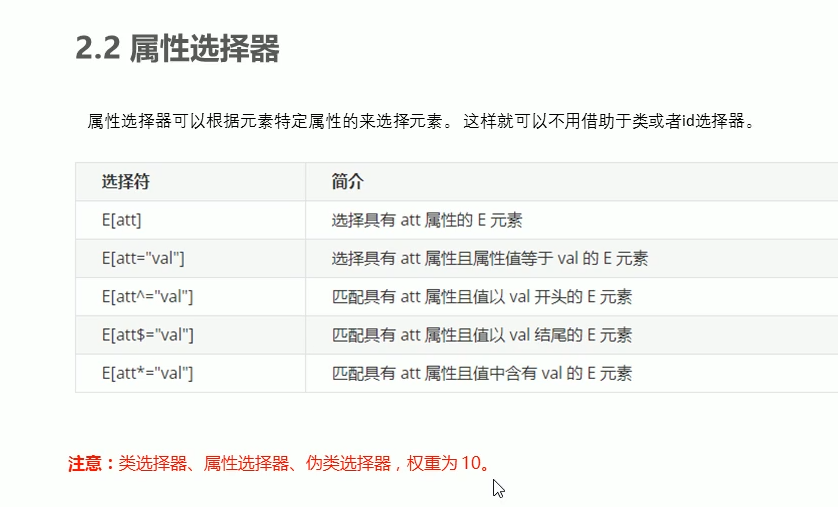 2.2 属性选择器
属性选择器可以根据元素特定属性的来选择元素。 这样就可以不用借助于类或者id选择器。
选择符 简介
E[att] 选择具有 att 属性的 E 元素
E[att="val"] 选择具有 att 属性且属性值等于 val 的 E 元素
E[att^="val"] 匹配具有 att 属性且值以 val 开头的 E 元素
E[att$="val"] 匹配具有 att 属性且值以 val 结尾的 E 元素
E[att*="val"] 匹配具有 att 属性且值中含有 val 的 E 元素
注意：类选择器、属性选择器、伪类选择器，权重为 10。